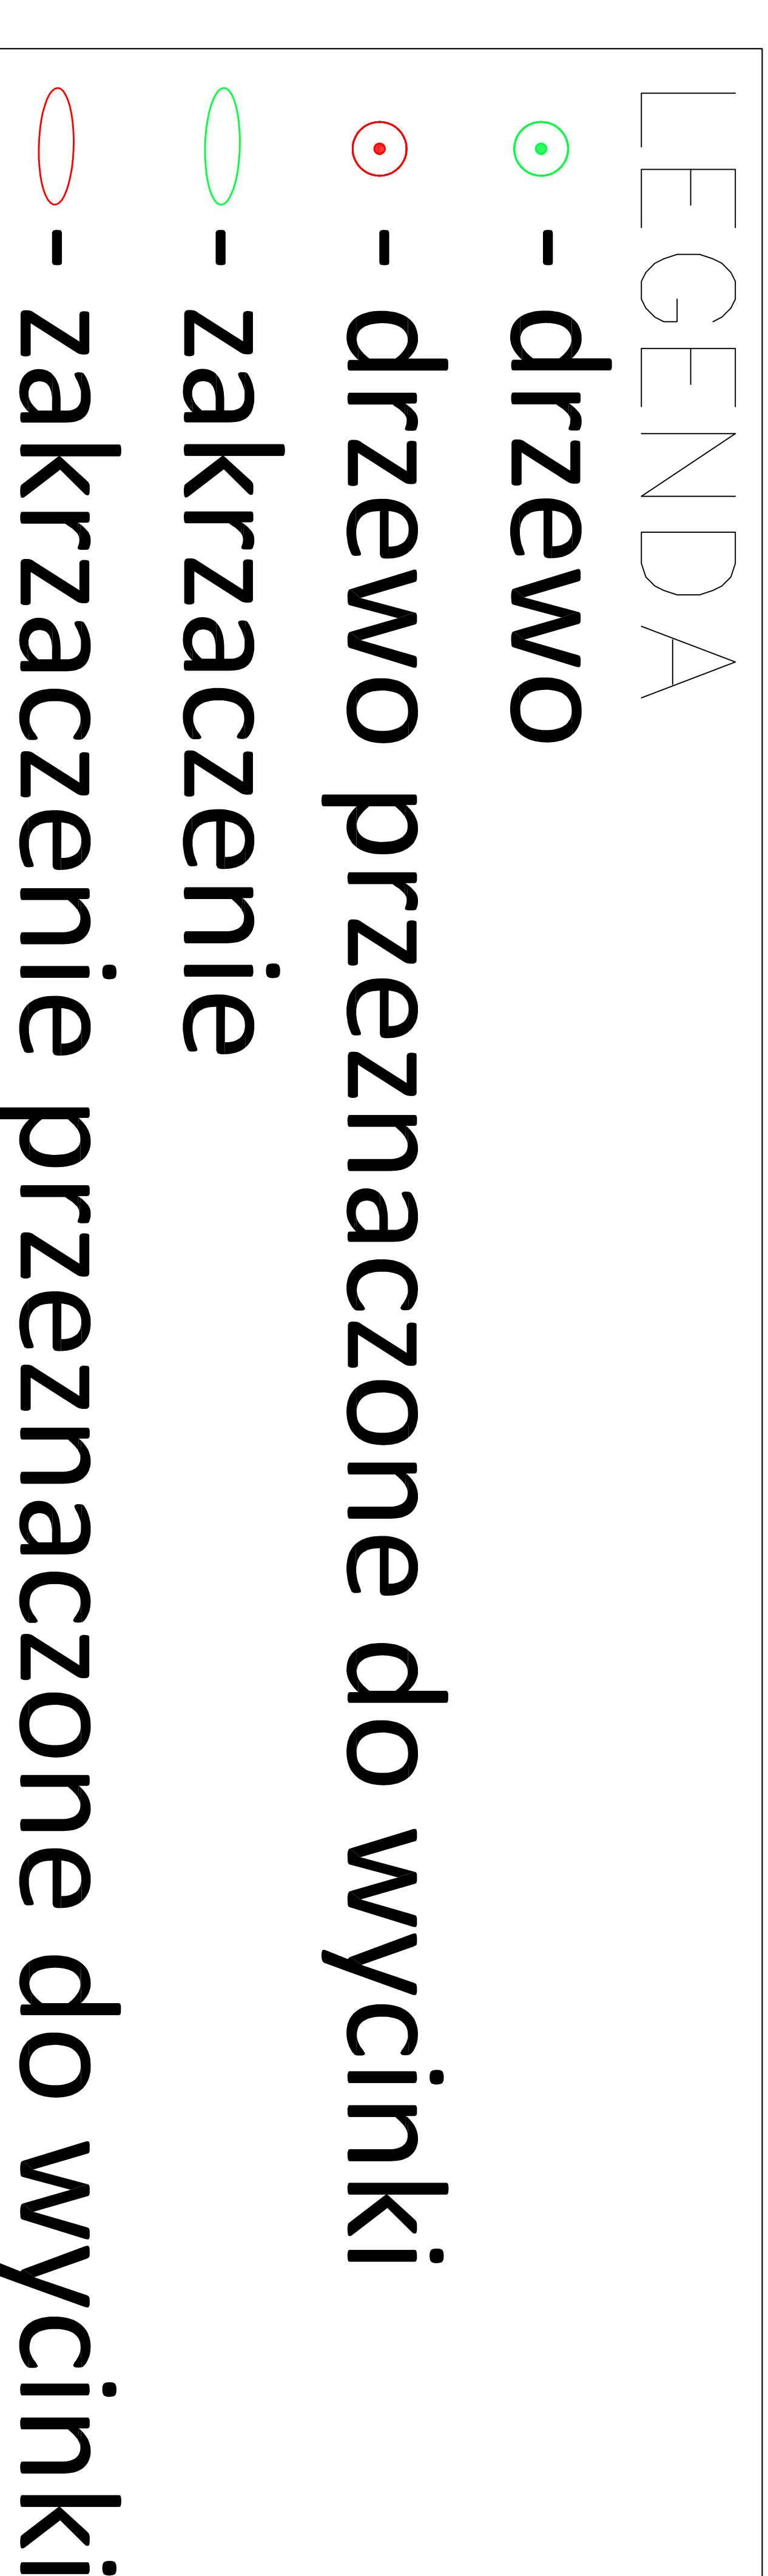 LEGENDA
- drzewo
- drzewo przeznaczone do wycinki
- zakrzaczenie
- zakrzaczenie przeznaczone do wycinki